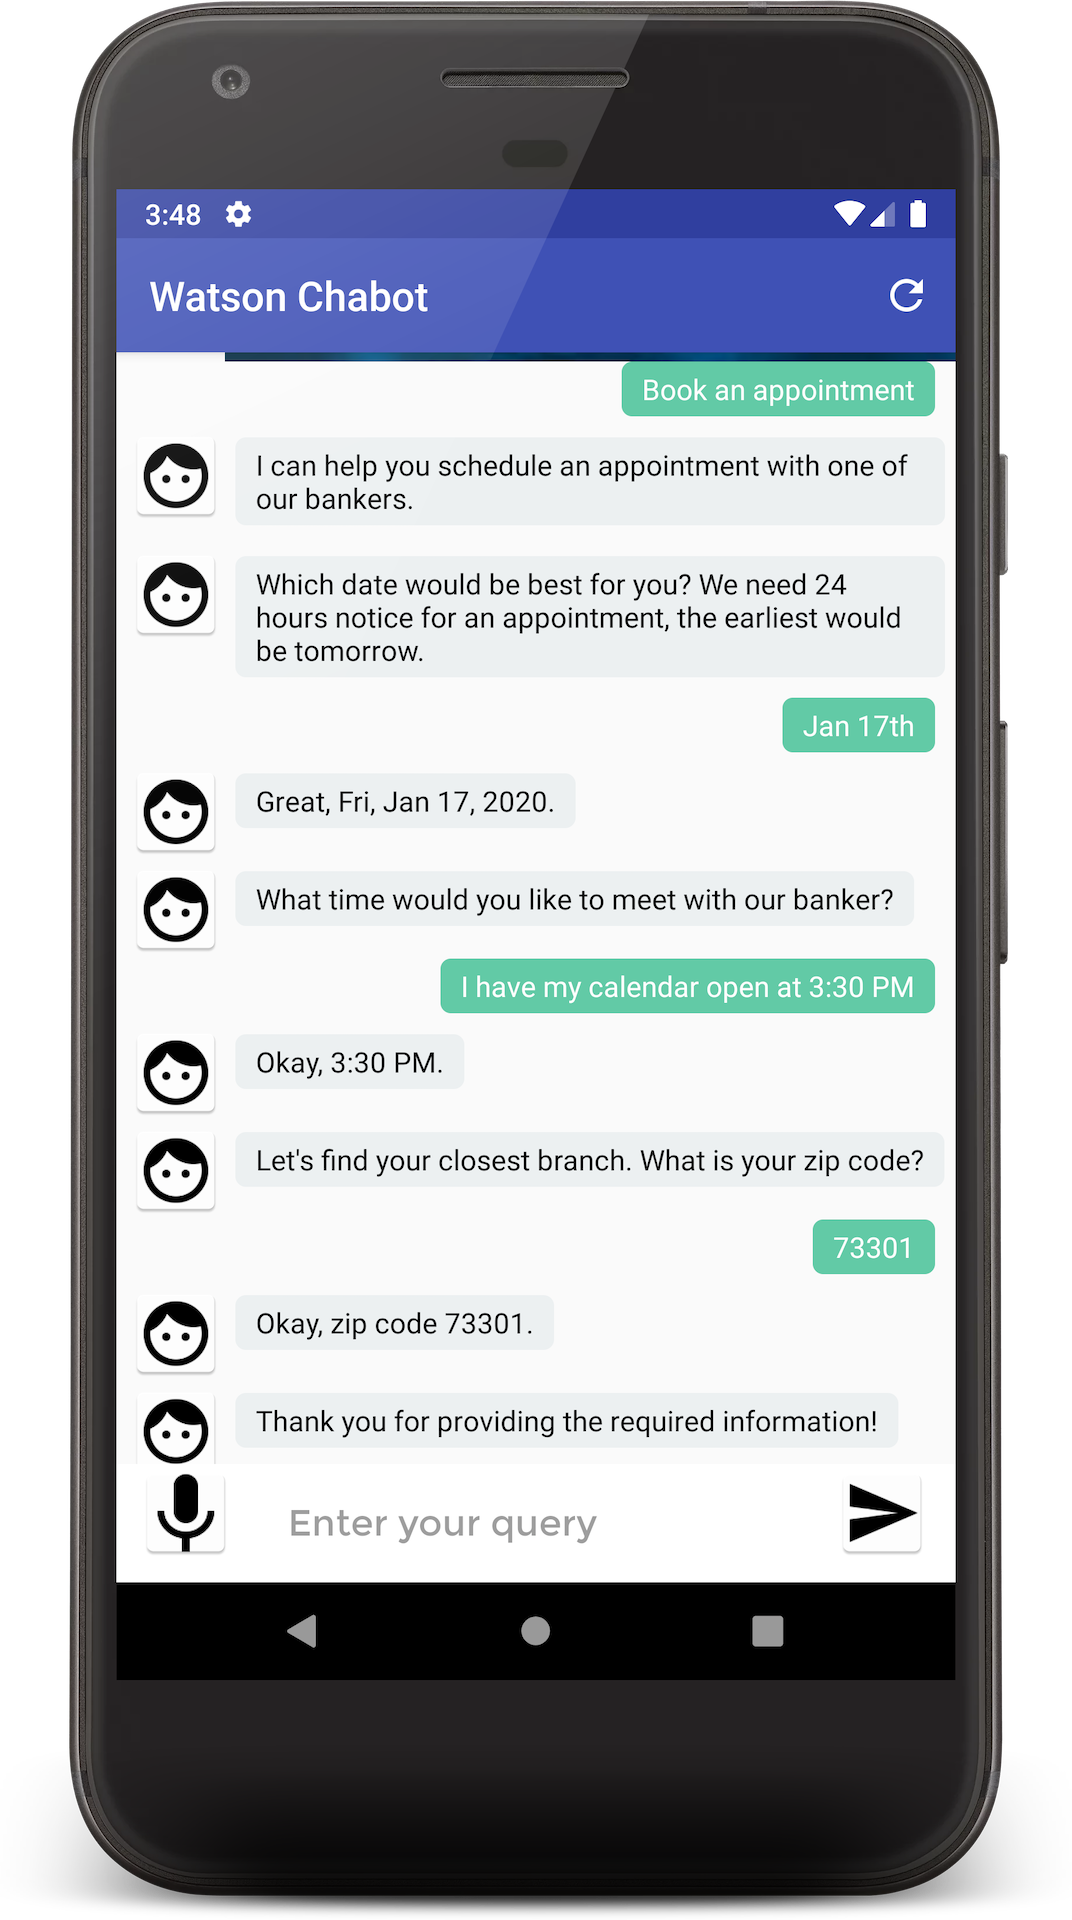 3:48
Watson Chabot
Book an appointment
I can help you schedule an appointment with one of
our bankers.
Which date would be best for you? We need 24
hours notice for an appointment, the earliest would
be tomorrow.
Jan 17th
Great, Fri, Jan 17, 2020.
What time would you like to meet with our banker?
I have my calendar open at 3:30 PM
Okay, 3:30 PM.
Let's find your closest branch. What is your zip code?
73301
Okay, zip code 73301.
Thank you for providing the required information!
Enter your query